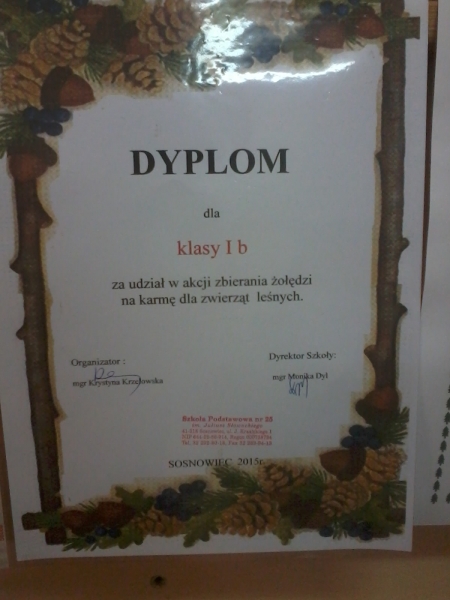 DYPLOM
dla
klasy I b
za udział w akcji zbierania żołędzi
na karmę dla zwierząt leśnych.
Organizator :
mgr Krystyna Krzelowska
Dyrektor Szkoły:
mgr Monika Dyl
Szkoła Podstawowa nr
im.
SOSNOWIEC 2015r.